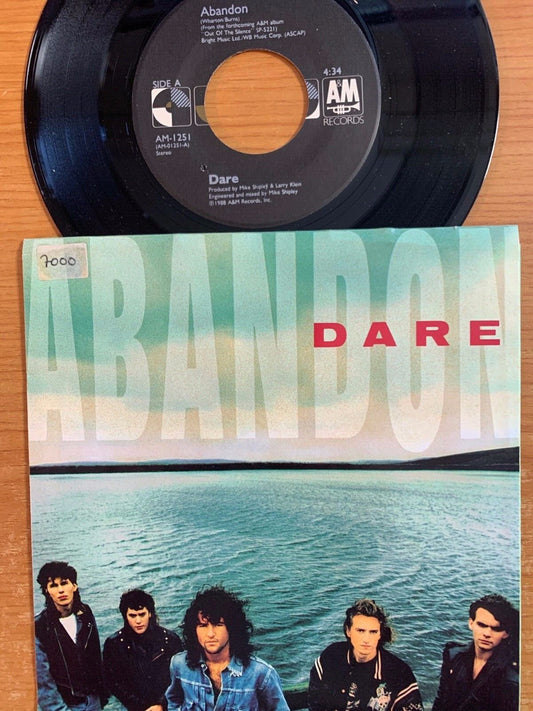 Abandon
(Wharton/Burns)
(From the forthcoming A&M album
"Out Of The Silence" SP-5221)
Bright Music Ltd./WB Music Corp. (ASCAP)
SIDE A
4:34
A&M
RECORDS
AM-1251
(AM-01251-A)
Stereo
Dare
Produced by Mike Shipley & Larry Klein
Engineered and mixed by Mike Shipley
℗1988 A&M Records, Inc.
7000
ABANDON
DARE